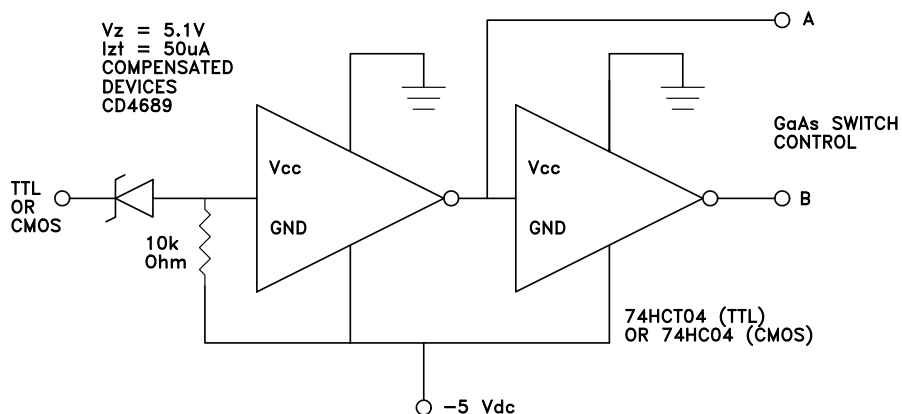 Vz = 5.1V
Izt = 50uA
COMPENSATED
DEVICES
CD4689
A
GaAs SWITCH
CONTROL
Vcc
Vcc
TTL
OR
CMOS
B
GND
GND
10k
Ohm
74HCT04 (TTL)
OR 74HC04 (CMOS)
-5 Vdc